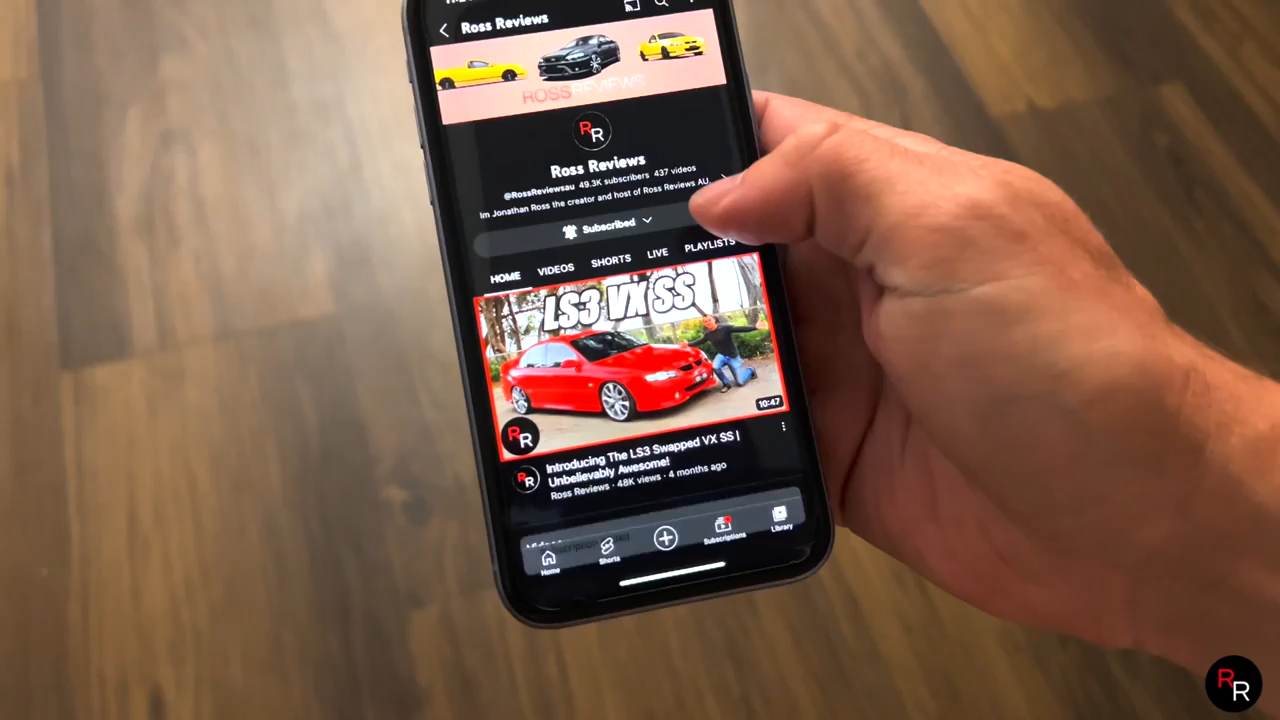 Ross Reviews
ROSSREVIEWS
RR
Ross Reviews
@RossReviewsau 49.3K subscribers 437 videos
Im Jonathan Ross the creator and host of Ross Reviews AU.
Subscribed
HOME VIDEOS SHORTS LIVE PLAYLISTS
LS3 VX SS
10:47
RR
RR
Introducing The LS3 Swapped VX SS |
Unbelievably Awesome!
Ross Reviews · 48K views · 4 months ago
Home
Shorts
Subscriptions
Library
RR